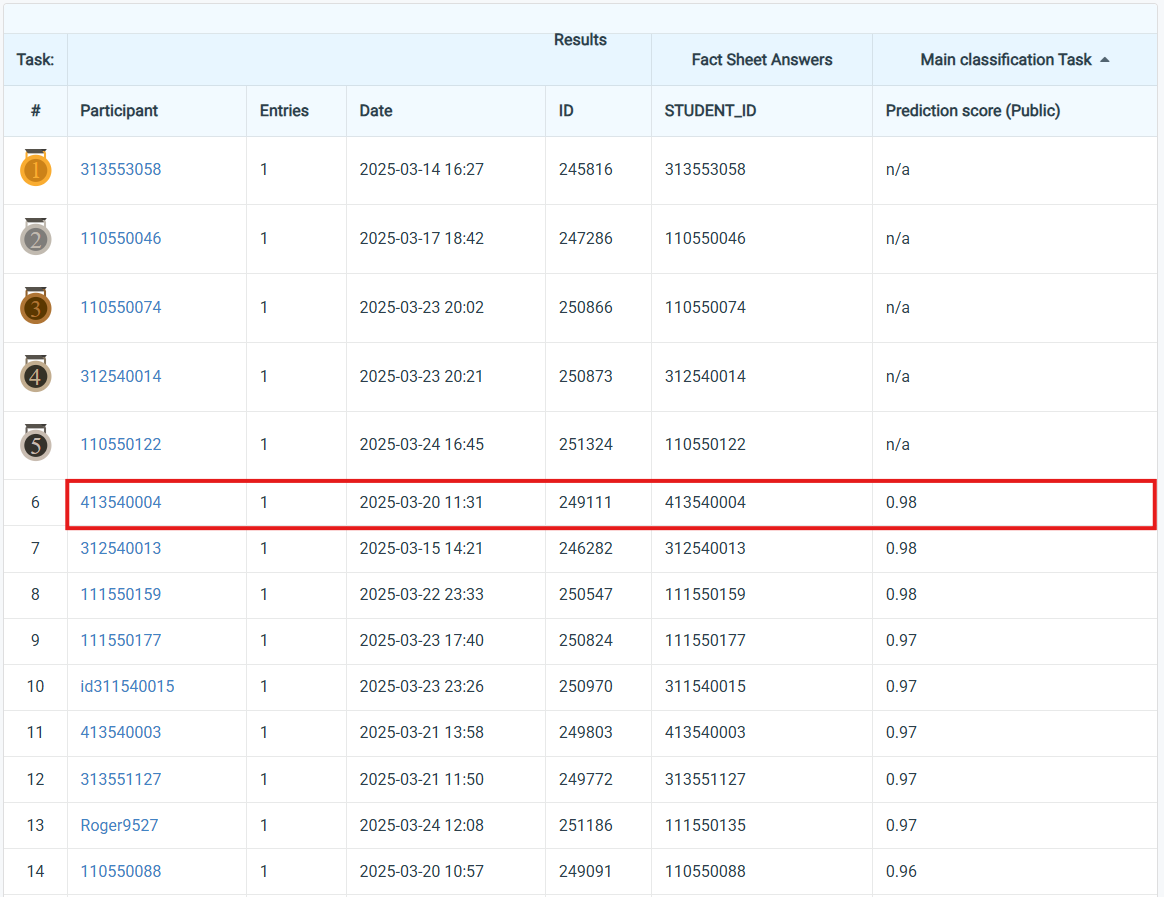 Results
Task: Fact Sheet Answers Main classification Task
# Participant Entries Date ID STUDENT_ID Prediction score (Public)
1 313553058 1 2025-03-14 16:27 245816 313553058 n/a
2 110550046 1 2025-03-17 18:42 247286 110550046 n/a
3 110550074 1 2025-03-23 20:02 250866 110550074 n/a
4 312540014 1 2025-03-23 20:21 250873 312540014 n/a
5 110550122 1 2025-03-24 16:45 251324 110550122 n/a
6 413540004 1 2025-03-20 11:31 249111 413540004 0.98
7 312540013 1 2025-03-15 14:21 246282 312540013 0.98
8 111550159 1 2025-03-22 23:33 250547 111550159 0.98
9 111550177 1 2025-03-23 17:40 250824 111550177 0.97
10 id311540015 1 2025-03-23 23:26 250970 311540015 0.97
11 413540003 1 2025-03-21 13:58 249803 413540003 0.97
12 313551127 1 2025-03-21 11:50 249772 313551127 0.97
13 Roger9527 1 2025-03-24 12:08 251186 111550135 0.97
14 110550088 1 2025-03-20 10:57 249091 110550088 0.96